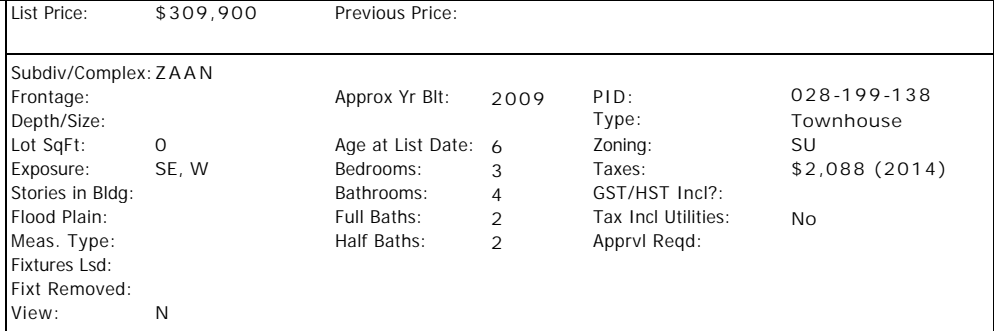 List Price: $309,900 Previous Price:
Subdiv/Complex: ZAAN
Frontage: Approx Yr Blt: 2009 PID: 028-199-138
Depth/Size: Type: Townhouse
Lot SqFt: 0 Age at List Date: 6 Zoning: SU
Exposure: SE, W Bedrooms: 3 Taxes: $2,088 (2014)
Stories in Bldg: Bathrooms: 4 GST/HST Incl?:
Flood Plain: Full Baths: 2 Tax Incl Utilities: No
Meas. Type: Half Baths: 2 Apprvl Reqd:
Fixtures Lsd:
Fixt Removed:
View: N